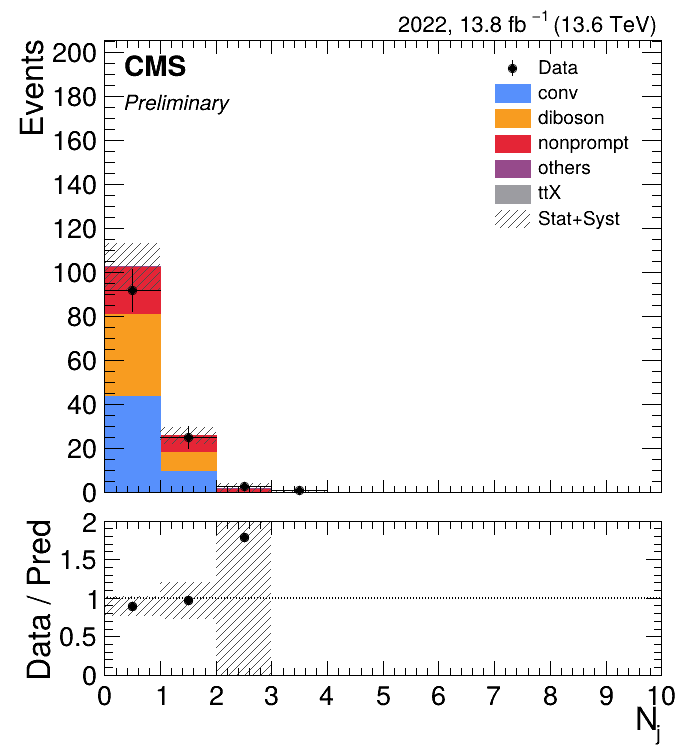 2022, 13.8 fb⁻¹ (13.6 TeV)
CMS
Preliminary
Events
200
180
160
140
120
100
80
60
40
20
0
Data
conv
diboson
nonprompt
others
ttX
Stat+Syst
Data / Pred
2
1.5
1
0.5
0
0 1 2 3 4 5 6 7 8 9 10
N_j